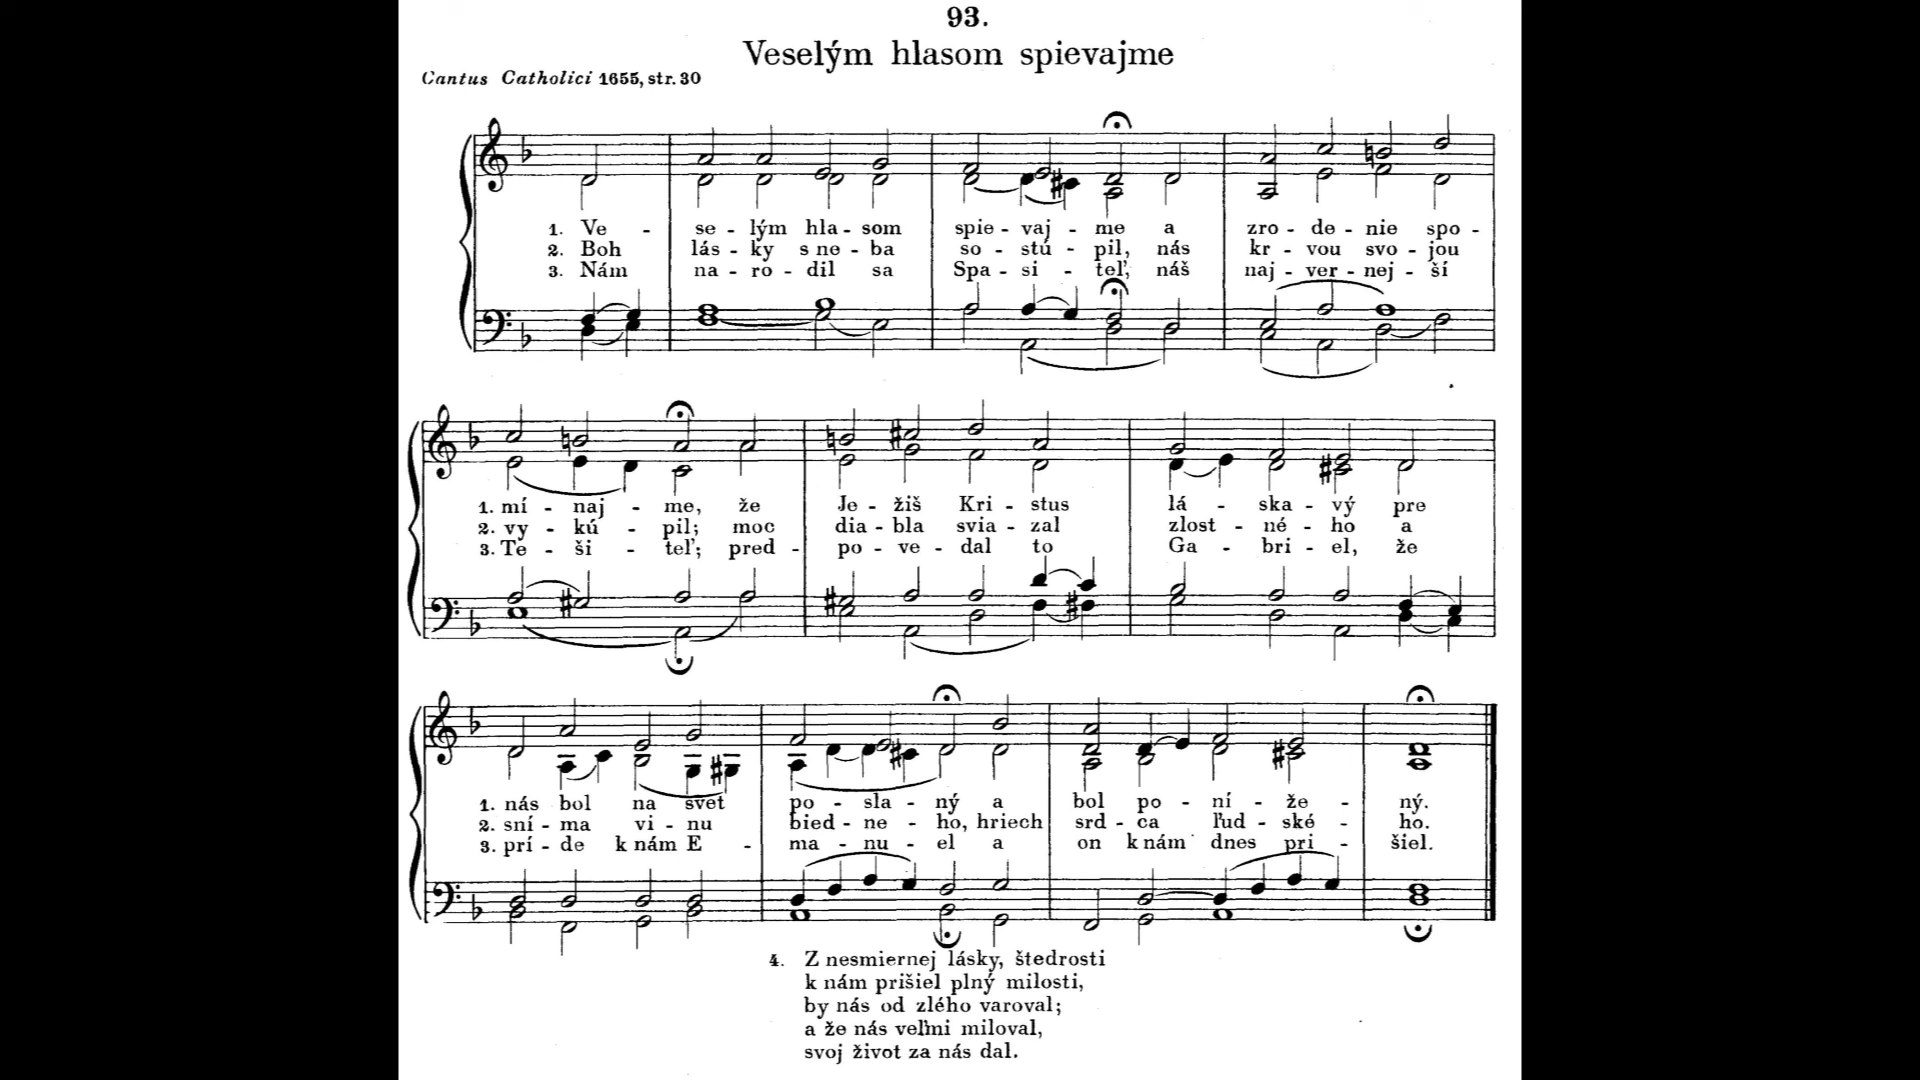 93.
Veselým hlasom spievajme
Cantus Catholici 1655, str. 30
1. Ve - se - lým hla - som spie - vaj - me a zro - de - nie spo -
2. Boh lás - ky s ne - ba so - stú - pil, nás kr - vou svo - jou
3. Nám na - ro - dil sa Spa - si - teľ, náš naj - ver - nej - ší
1. mí - naj - me, že Je - žiš Kri - stus lá - ska - vý pre
2. vy - kú - pil; moc dia - bla svia - zal zlost - né - ho a
3. Te - ši - teľ; pred - po - ve - dal to Ga - bri - el, že
1. nás bol na svet po - sla - ný a bol po - ní - že - ný.
2. sní - ma vi - nu bied - ne - ho, hriech srd - ca ľud - ské - ho.
3. prí - de k nám E - ma - nu - el a on k nám dnes pri - šiel.
4. Z nesmiernej lásky, štedrosti
k nám prišiel plný milosti,
by nás od zlého varoval;
a že nás veľmi miloval,
svoj život za nás dal.